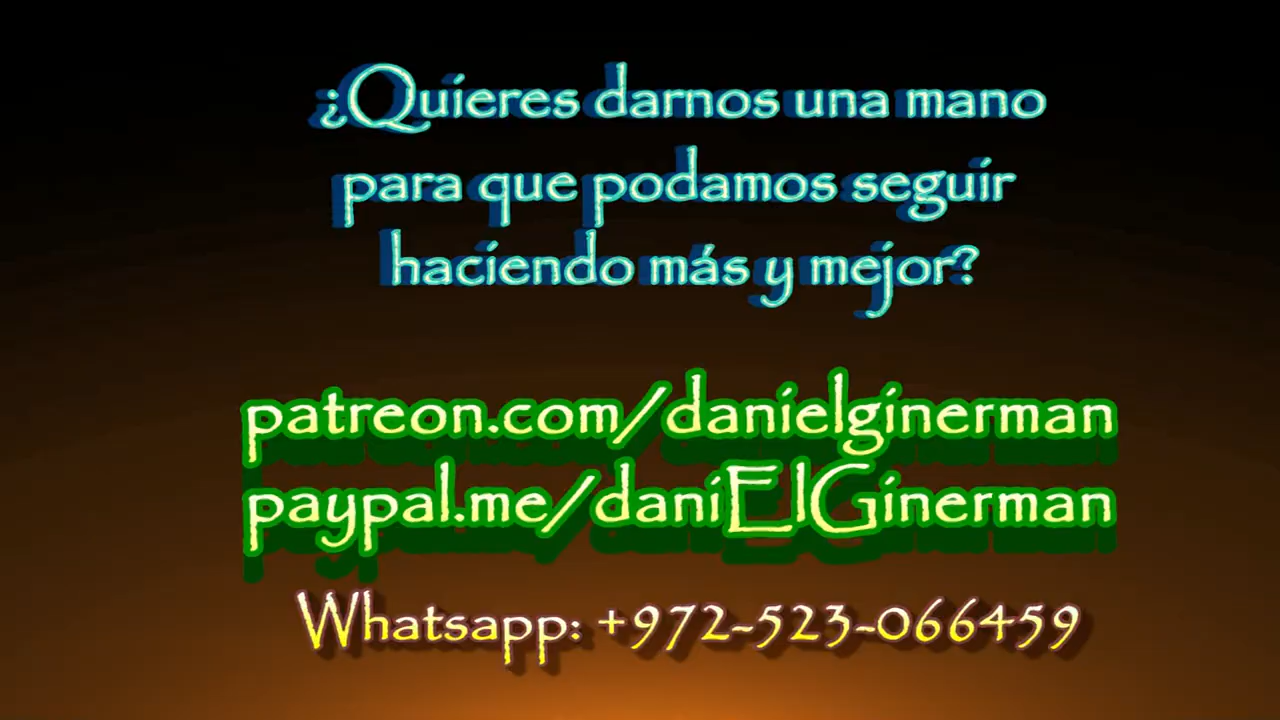 ¿Quieres darnos una mano
para que podamos seguir
haciendo más y mejor?
patreon.com/danielginerman
paypal.me/daniElGinerman
Whatsapp: +972-523-066459